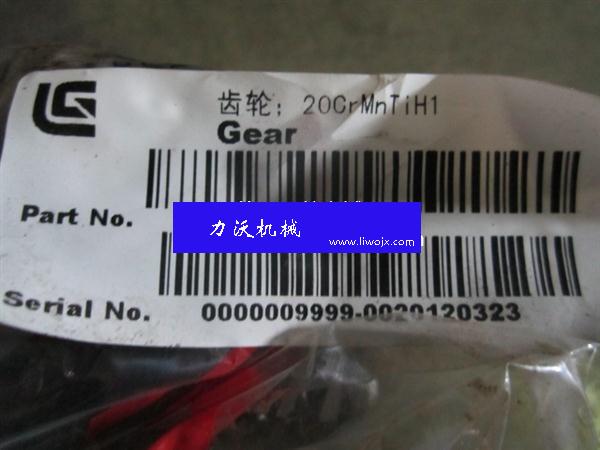 齿轮; 20CrMnTiH1
Gear
Part No.
力沃机械
www.liwojx.com
Serial No.
0000009999-0020120323